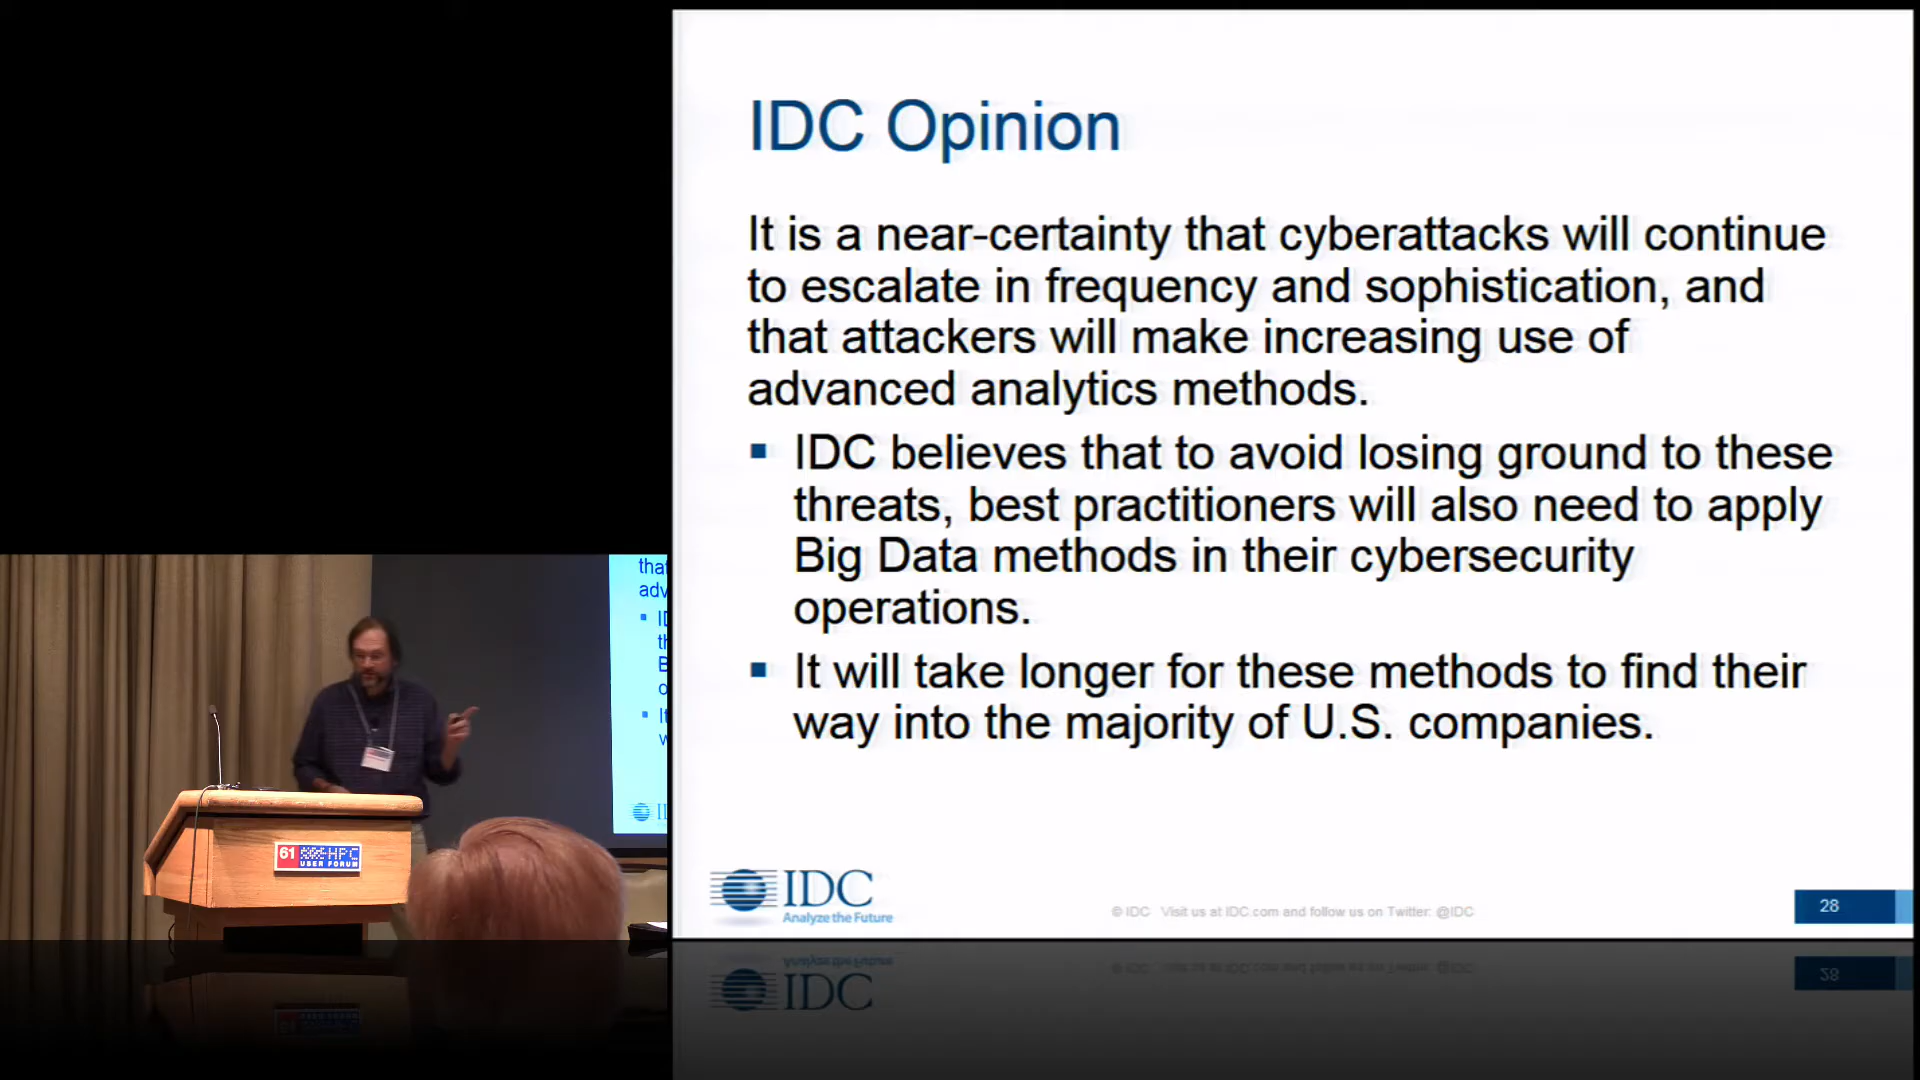 IDC Opinion
It is a near-certainty that cyberattacks will continue
to escalate in frequency and sophistication, and
that attackers will make increasing use of
advanced analytics methods.
▪ IDC believes that to avoid losing ground to these
threats, best practitioners will also need to apply
Big Data methods in their cybersecurity
operations.
▪ It will take longer for these methods to find their
way into the majority of U.S. companies.
IDC
Analyze the Future
© IDC Visit us at IDC.com and follow us on Twitter: @IDC
28
61
HPC
USER FORUM